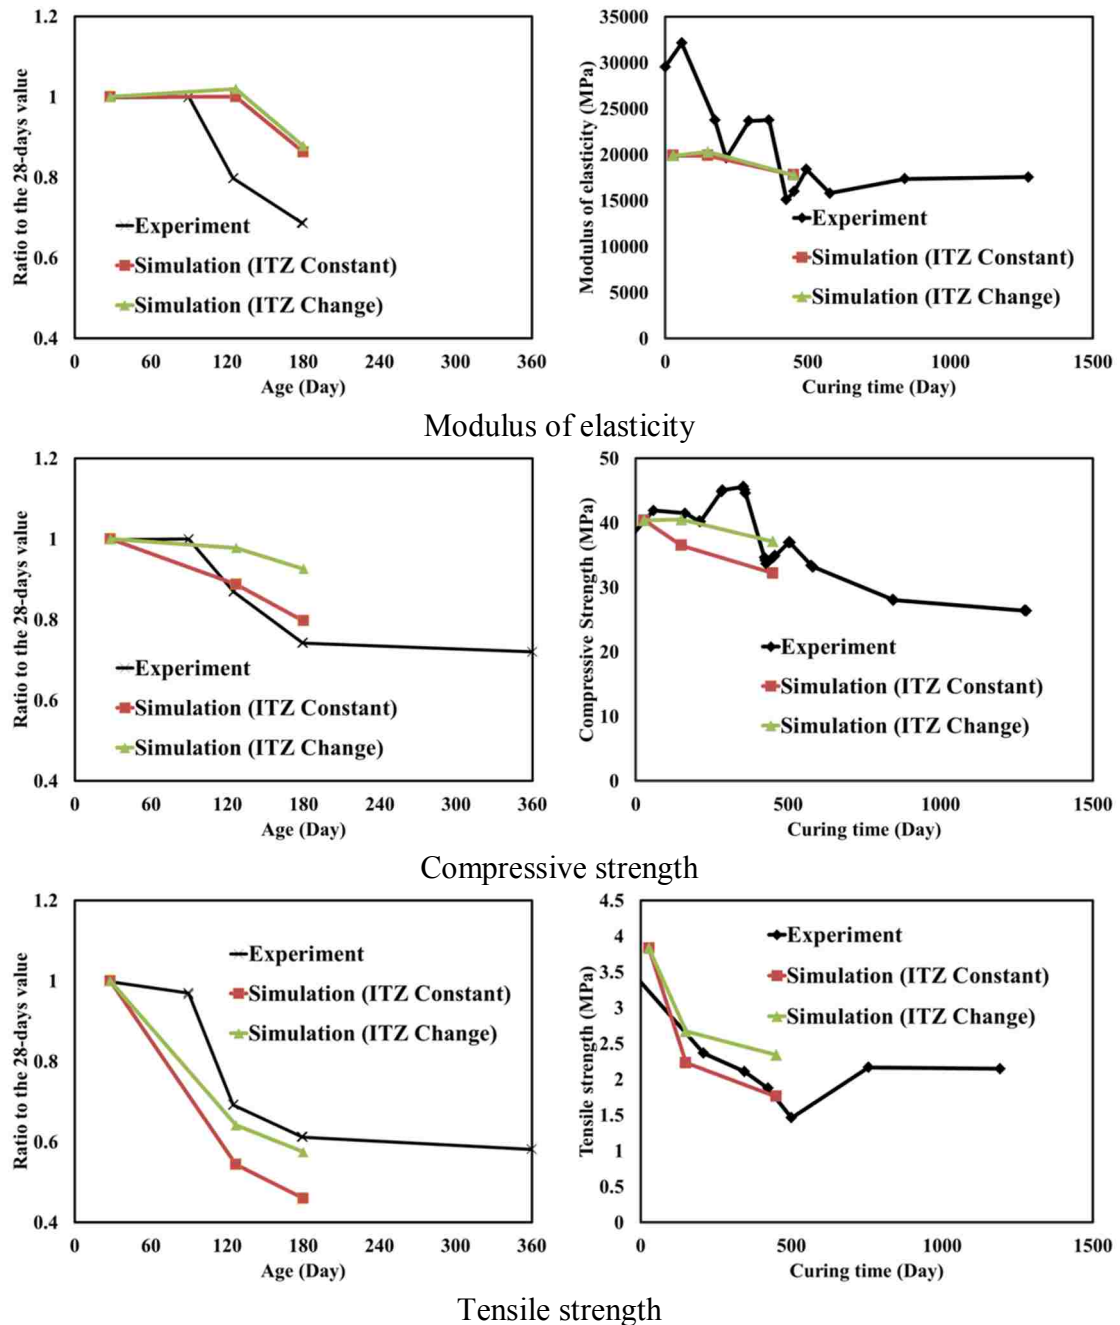 1.2
1
0.8
0.6
0.4
Ratio to the 28-days value
0 60 120 180 240 300 360
Age (Day)
Experiment
Simulation (ITZ Constant)
Simulation (ITZ Change)
35000
30000
25000
20000
15000
10000
5000
0
Modulus of elasticity (MPa)
0 500 1000 1500
Curing time (Day)
Experiment
Simulation (ITZ Constant)
Simulation (ITZ Change)
Modulus of elasticity
1.2
1
0.8
0.6
0.4
Ratio to the 28-days value
0 60 120 180 240 300 360
Age (Day)
Experiment
Simulation (ITZ Constant)
Simulation (ITZ Change)
50
40
30
20
10
0
Compressive Strength (MPa)
0 500 1000 1500
Curing time (Day)
Experiment
Simulation (ITZ Constant)
Simulation (ITZ Change)
Compressive strength
1.2
1
0.8
0.6
0.4
Ratio to the 28-days value
0 60 120 180 240 300 360
Age (Day)
Experiment
Simulation (ITZ Constant)
Simulation (ITZ Change)
4.5
4
3.5
3
2.5
2
1.5
1
0.5
0
Tensile strength (MPa)
0 500 1000 1500
Curing time (Day)
Experiment
Simulation (ITZ Constant)
Simulation (ITZ Change)
Tensile strength